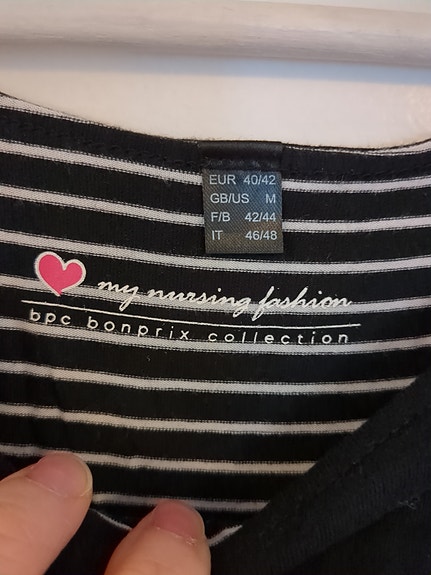 EUR 40/42
GB/US M
F/B 42/44
IT 46/48
my nursing fashion
bpc bonprix collection